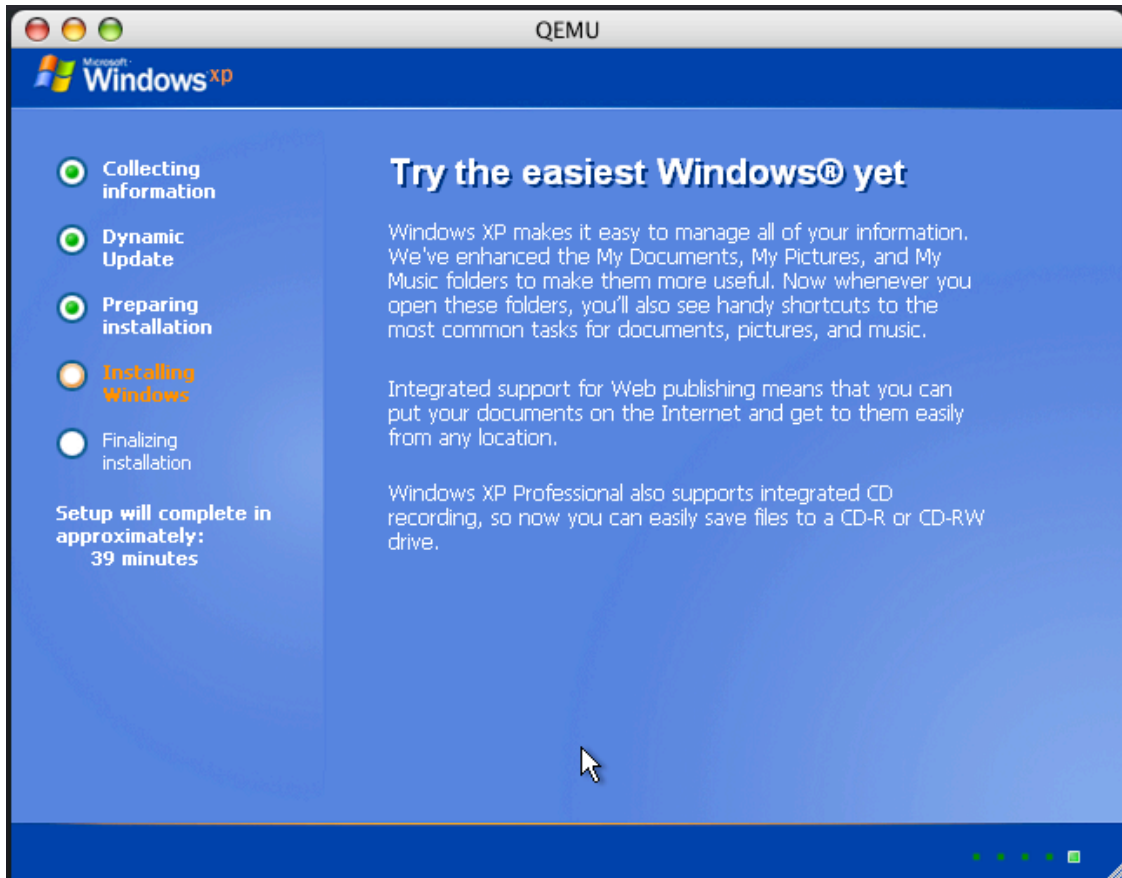 QEMU
Microsoft
Windows xp
Collecting
information
Dynamic
Update
Preparing
installation
Installing
Windows
Finalizing
installation
Setup will complete in
approximately:
39 minutes
Try the easiest Windows® yet
Windows XP makes it easy to manage all of your information.
We've enhanced the My Documents, My Pictures, and My
Music folders to make them more useful. Now whenever you
open these folders, you'll also see handy shortcuts to the
most common tasks for documents, pictures, and music.
Integrated support for Web publishing means that you can
put your documents on the Internet and get to them easily
from any location.
Windows XP Professional also supports integrated CD
recording, so now you can easily save files to a CD-R or CD-RW
drive.